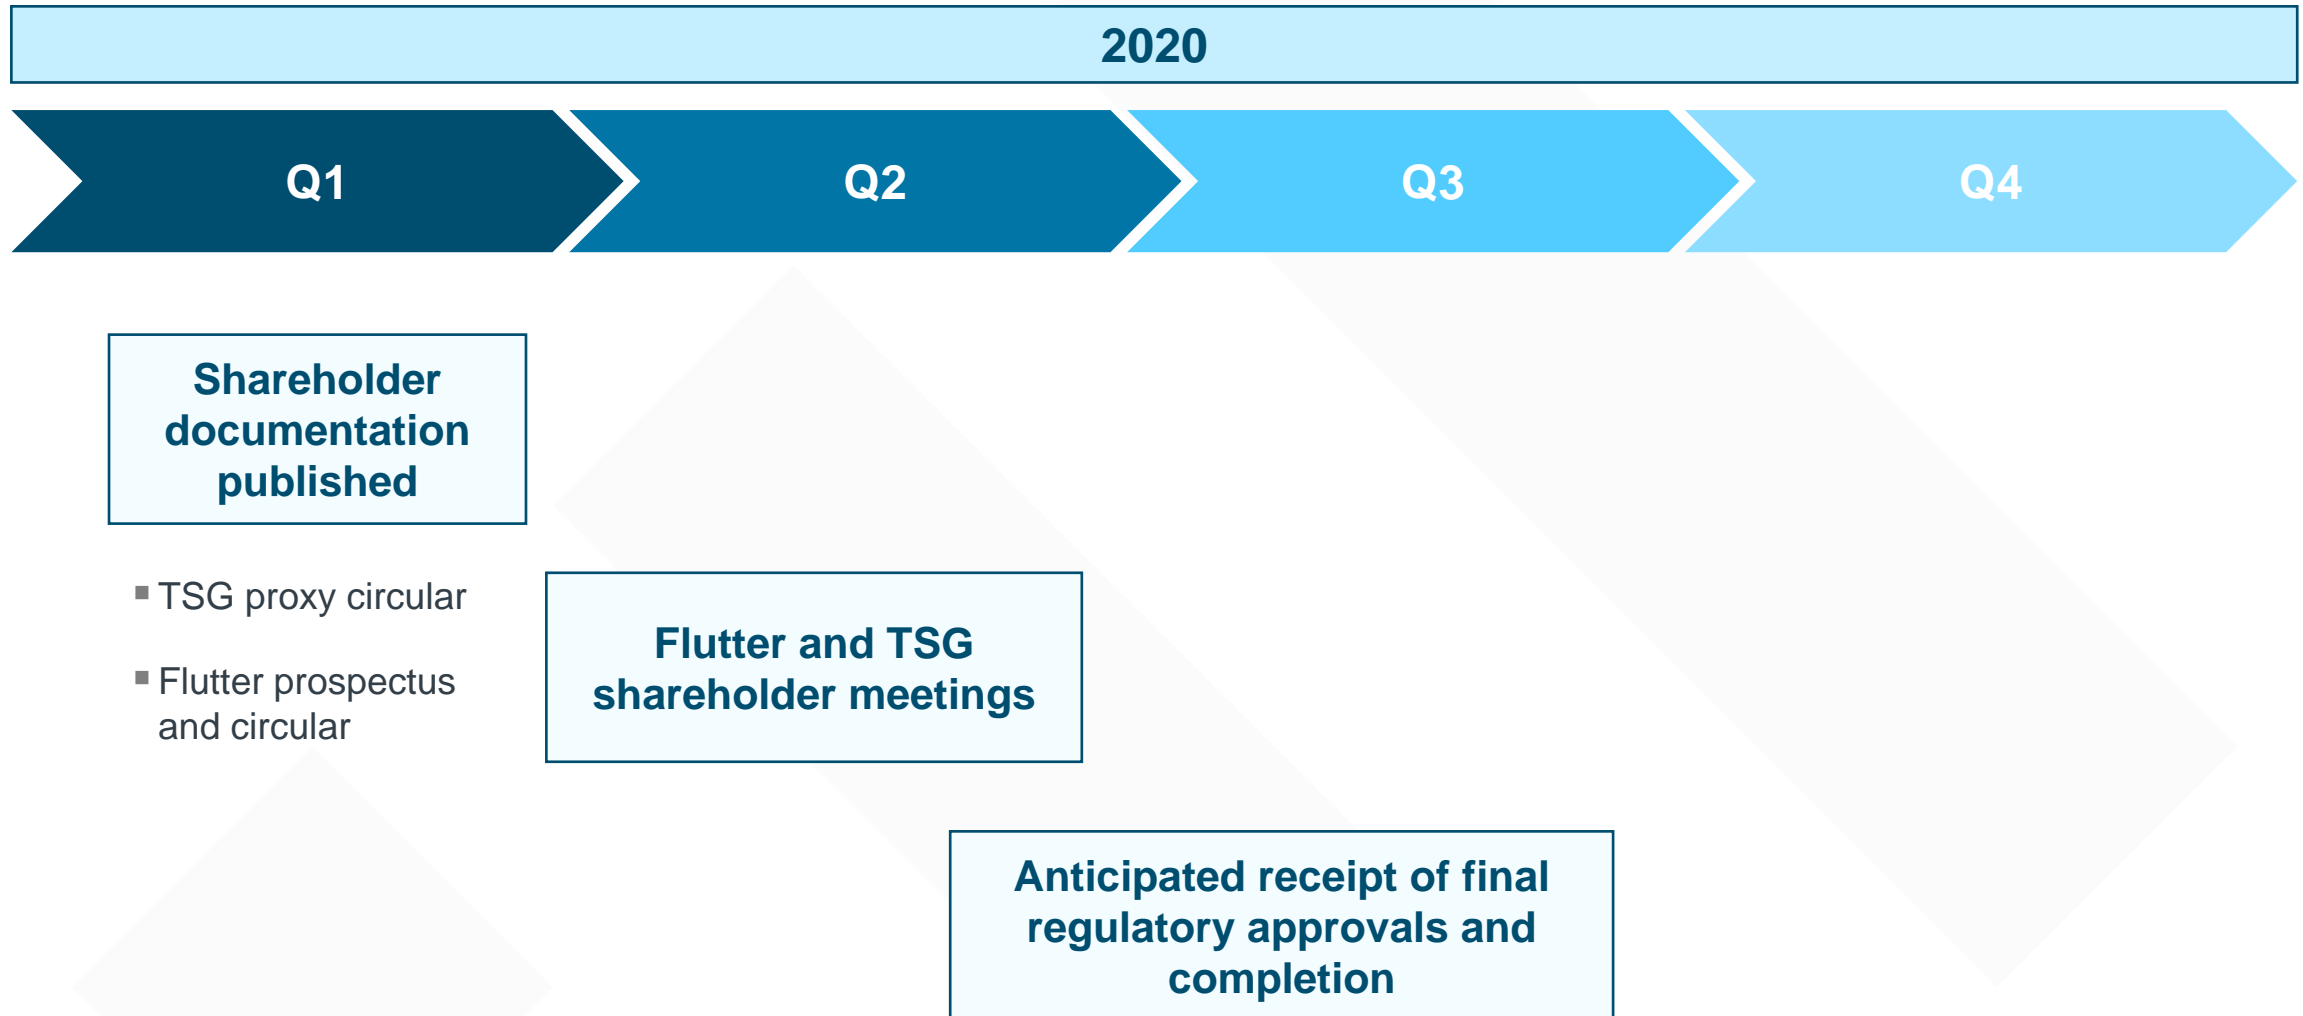 2020
Q1
Q2
Q3
Q4
Shareholder
documentation
published
▪ TSG proxy circular
▪ Flutter prospectus
and circular
Flutter and TSG
shareholder meetings
Anticipated receipt of final
regulatory approvals and
completion